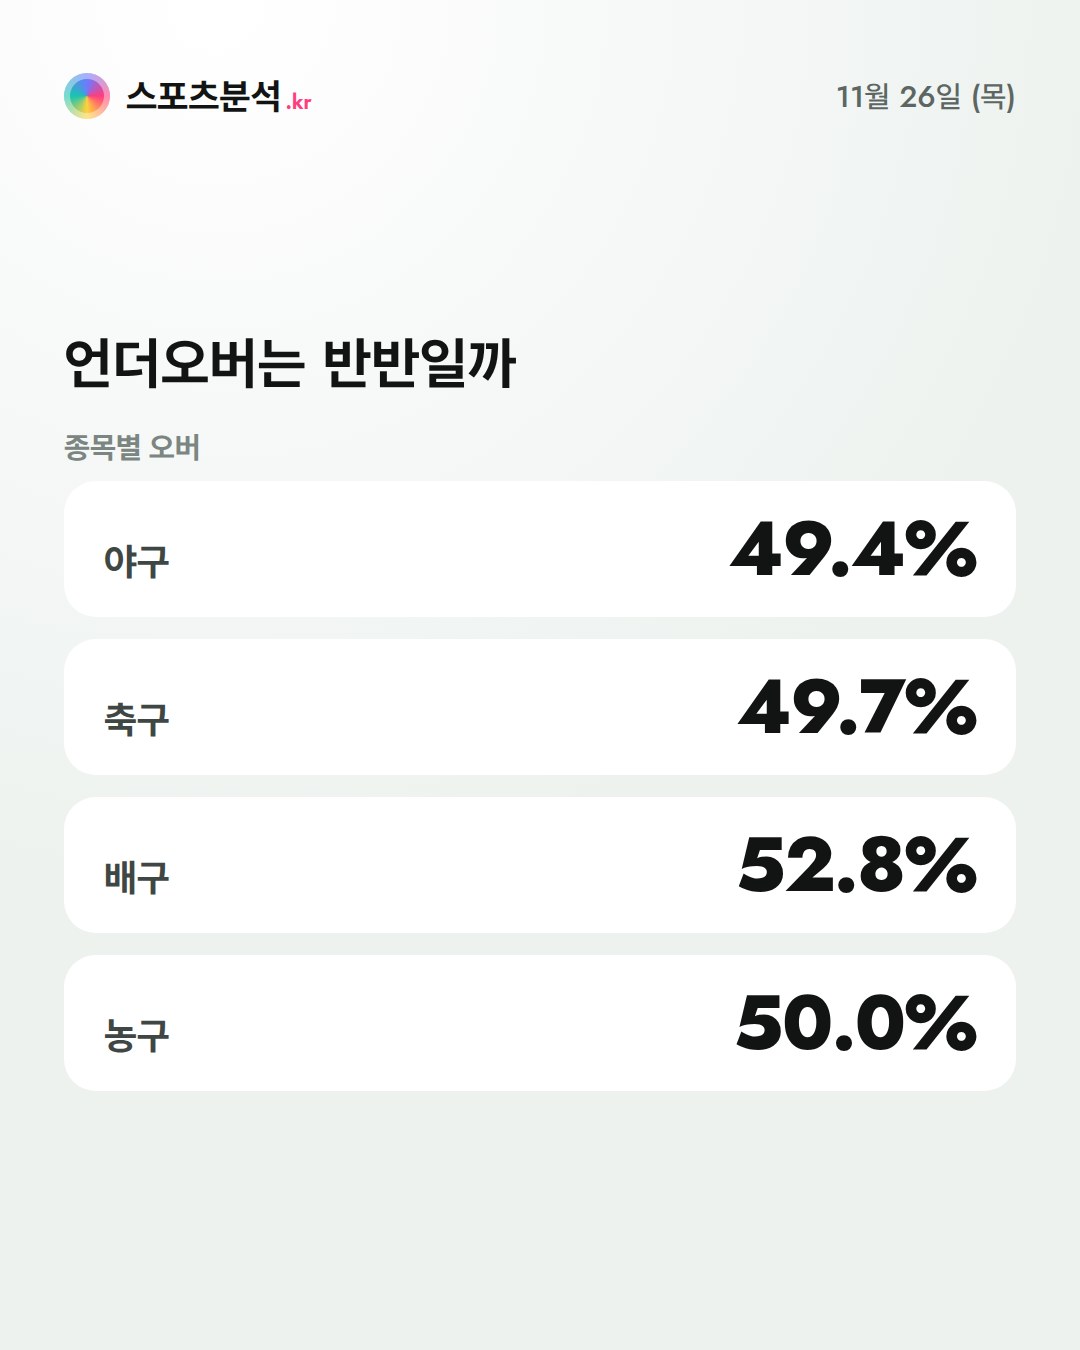 스포츠분석.kr
11월 26일 (목)
언더오버는 반반일까
종목별 오버
야구 49.4%
축구 49.7%
배구 52.8%
농구 50.0%